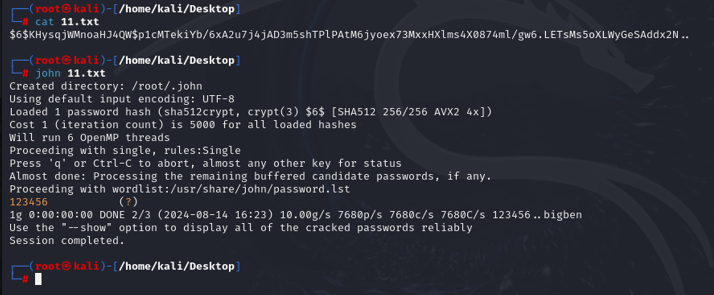 ┌──(root㉿kali)-[/home/kali/Desktop]
└─# cat 11.txt
$6$KHysqjWMnoaHJ4QW$p1cMTekiYb/6xA2u7j4jAD3m5shTPlPAtM6jyoex73MxxHXlms4X0874ml/gw6.LETsMs5oXLWyGeSAddx2N..
┌──(root㉿kali)-[/home/kali/Desktop]
└─# john 11.txt
Created directory: /root/.john
Using default input encoding: UTF-8
Loaded 1 password hash (sha512crypt, crypt(3) $6$ [SHA512 256/256 AVX2 4x])
Cost 1 (iteration count) is 5000 for all loaded hashes
Will run 6 OpenMP threads
Proceeding with single, rules:Single
Press 'q' or Ctrl-C to abort, almost any other key for status
Almost done: Processing the remaining buffered candidate passwords, if any.
Proceeding with wordlist:/usr/share/john/password.lst
123456           (?)
1g 0:00:00:00 DONE 2/3 (2024-08-14 16:23) 10.00g/s 7680p/s 7680c/s 7680C/s 123456..bigben
Use the "--show" option to display all of the cracked passwords reliably
Session completed.
┌──(root㉿kali)-[/home/kali/Desktop]
└─#